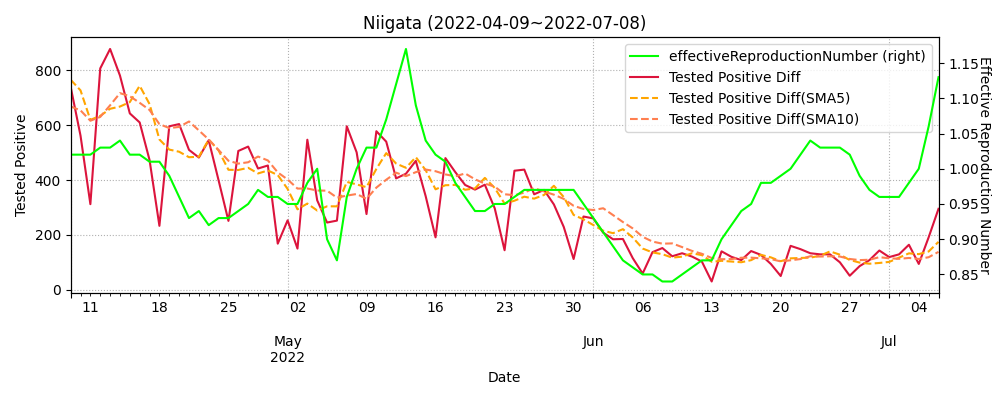 Niigata (2022-04-09~2022-07-08)
effectiveReproductionNumber (right)
Tested Positive Diff
Tested Positive Diff(SMA5)
Tested Positive Diff(SMA10)
Tested Positive
800
600
400
200
0
Effective Reproduction Number
1.15
1.10
1.05
1.00
0.95
0.90
0.85
11 18 25 02 09 16 23 30 06 13 20 27 04
May Jun Jul
2022
Date